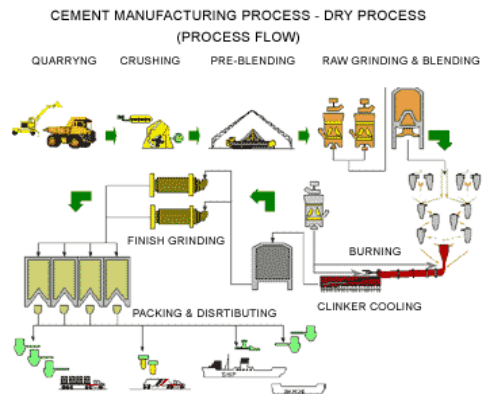 CEMENT MANUFACTURING PROCESS - DRY PROCESS
(PROCESS FLOW)
QUARRYNG CRUSHING PRE-BLENDING RAW GRINDING & BLENDING
FINISH GRINDING
BURNING
CLINKER COOLING
PACKING & DISRTIBUTING
SHIP